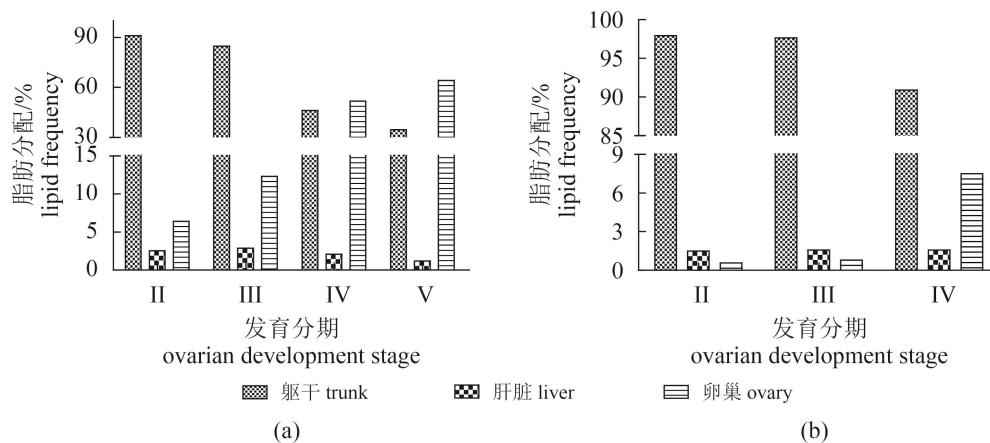 脂肪分配/%
lipid frequency
90
60
30
15
10
5
0
II III IV V
发育分期
ovarian development stage
脂肪分配/%
lipid frequency
100
95
90
85
9
6
3
0
II III IV
发育分期
ovarian development stage
躯干 trunk 肝脏 liver 卵巢 ovary
(a) (b)